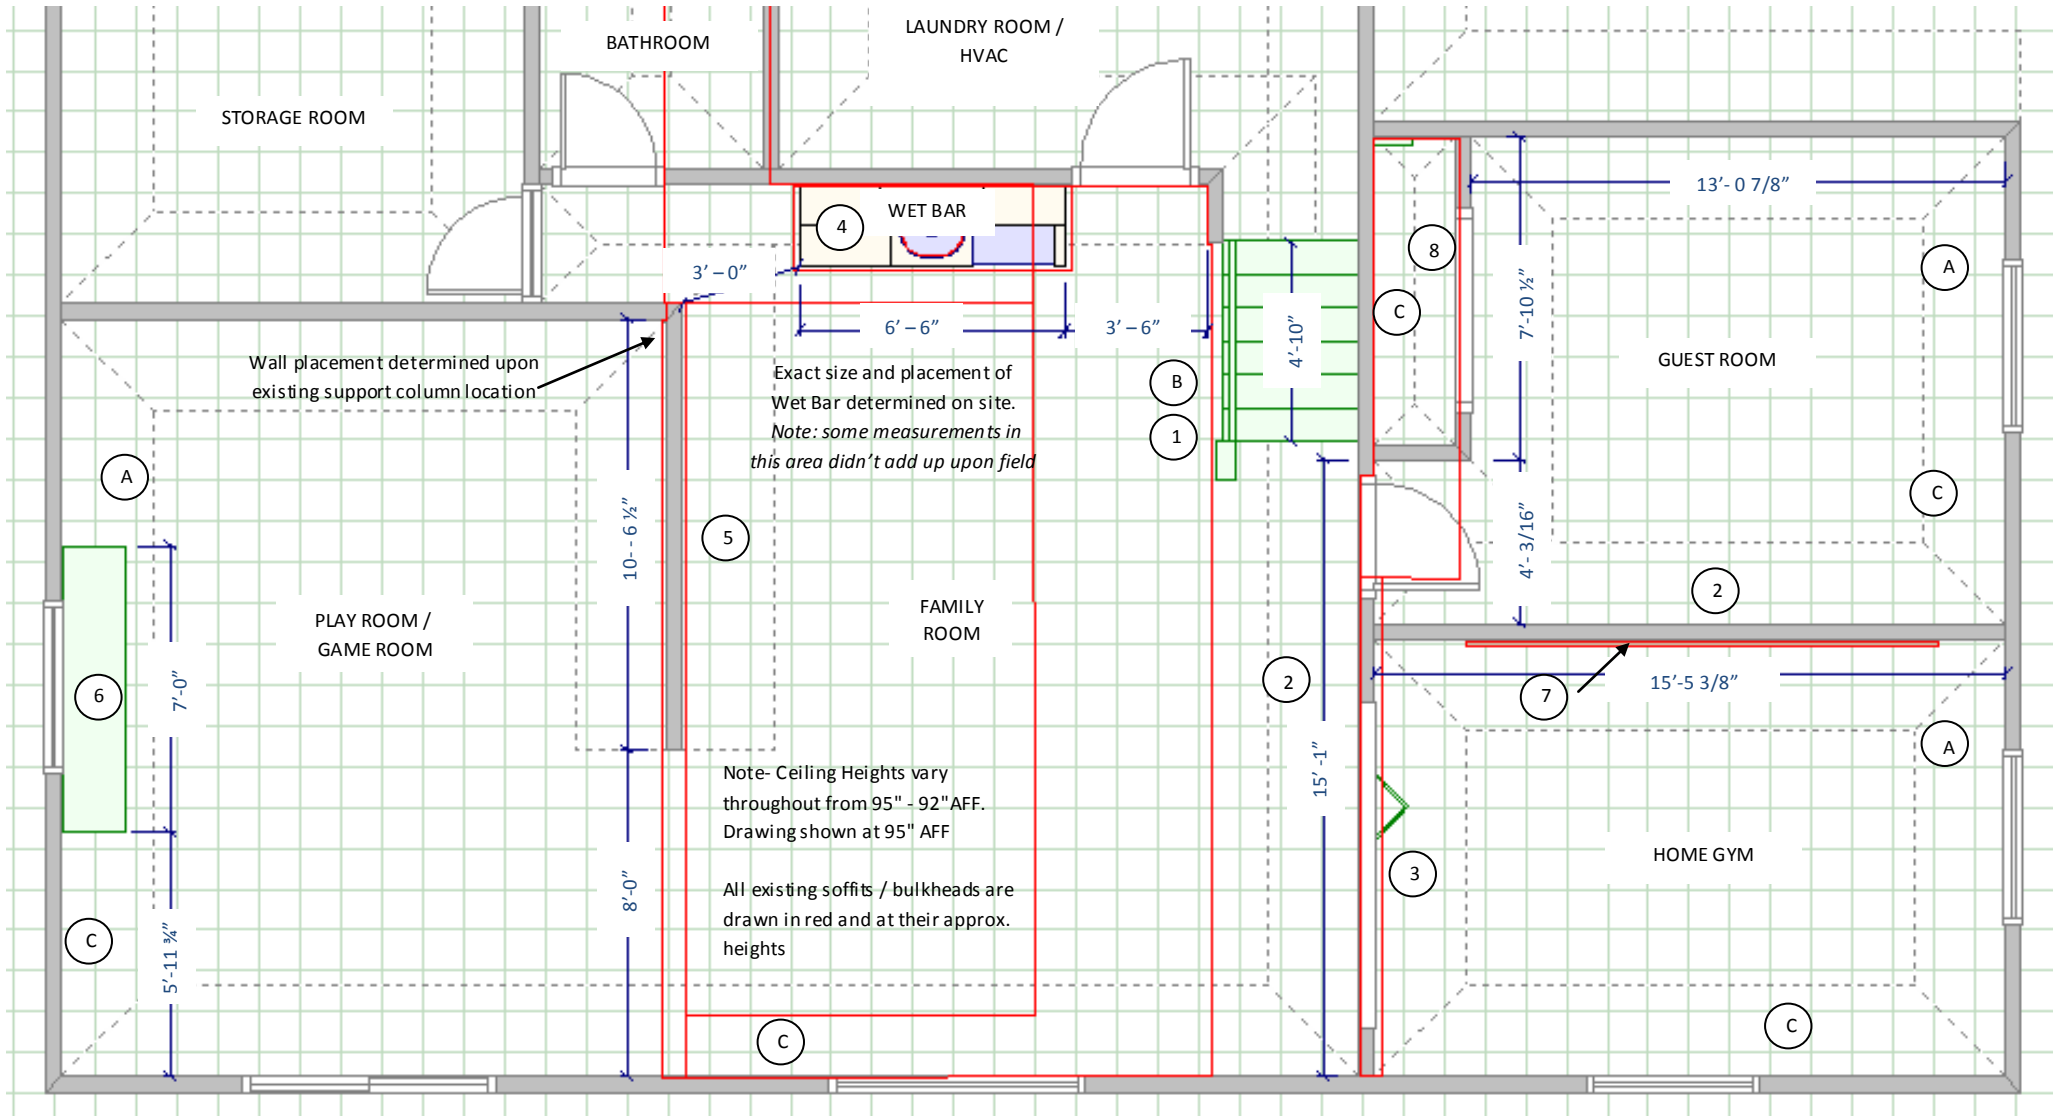 BATHROOM
LAUNDRY ROOM /
HVAC
STORAGE ROOM
13’- 0 7/8”
WET BAR
4
8
A
3’ – 0”
C
7’-10 ½”
6’ – 6”
3’ – 6”
4’-10”
GUEST ROOM
Wall placement determined upon
existing support column location
Exact size and placement of
Wet Bar determined on site.
Note: some measurements in
this area didn’t add up upon field
B
1
A
C
10- - 6 ½”
5
4’- 3/16”
2
PLAY ROOM /
GAME ROOM
FAMILY
ROOM
6
7’-0”
2
7
15’-5 3/8”
A
15’ -1”
Note- Ceiling Heights vary
throughout from 95" - 92"AFF.
Drawing shown at 95" AFF
All existing soffits / bulkheads are
drawn in red and at their approx.
heights
8’-0”
3
HOME GYM
C
5’-11 ¾”
C
C